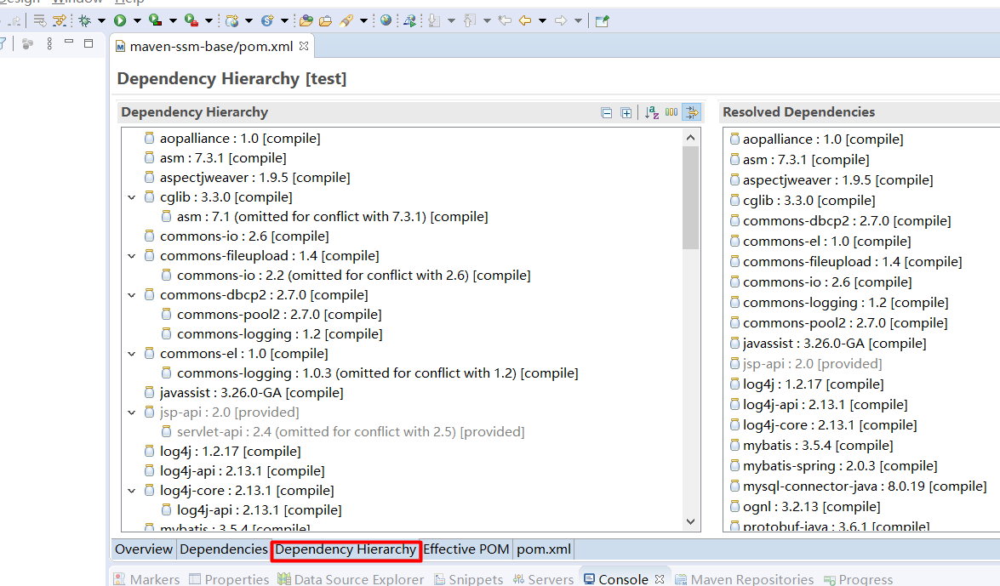 Design Window Help
maven-ssm-base/pom.xml
Dependency Hierarchy [test]
Dependency Hierarchy
aopalliance : 1.0 [compile]
asm : 7.3.1 [compile]
aspectjweaver : 1.9.5 [compile]
cglib : 3.3.0 [compile]
asm : 7.1 (omitted for conflict with 7.3.1) [compile]
commons-io : 2.6 [compile]
commons-fileupload : 1.4 [compile]
commons-io : 2.2 (omitted for conflict with 2.6) [compile]
commons-dbcp2 : 2.7.0 [compile]
commons-pool2 : 2.7.0 [compile]
commons-logging : 1.2 [compile]
commons-el : 1.0 [compile]
commons-logging : 1.0.3 (omitted for conflict with 1.2) [compile]
javassist : 3.26.0-GA [compile]
jsp-api : 2.0 [provided]
servlet-api : 2.4 (omitted for conflict with 2.5) [provided]
log4j : 1.2.17 [compile]
log4j-api : 2.13.1 [compile]
log4j-core : 2.13.1 [compile]
log4j-api : 2.13.1 [compile]
mybatis : 3.5.4 [compile]
Resolved Dependencies
aopalliance : 1.0 [compile]
asm : 7.3.1 [compile]
aspectjweaver : 1.9.5 [compile]
cglib : 3.3.0 [compile]
commons-dbcp2 : 2.7.0 [compile]
commons-el : 1.0 [compile]
commons-fileupload : 1.4 [compile]
commons-io : 2.6 [compile]
commons-logging : 1.2 [compile]
commons-pool2 : 2.7.0 [compile]
javassist : 3.26.0-GA [compile]
jsp-api : 2.0 [provided]
log4j : 1.2.17 [compile]
log4j-api : 2.13.1 [compile]
log4j-core : 2.13.1 [compile]
mybatis : 3.5.4 [compile]
mybatis-spring : 2.0.3 [compile]
mysql-connector-java : 8.0.19 [compile]
ognl : 3.2.13 [compile]
protobuf-java : 3.6.1 [compile]
Overview Dependencies Dependency Hierarchy Effective POM pom.xml
Markers Properties Data Source Explorer Snippets Servers Console Maven Repositories Progress